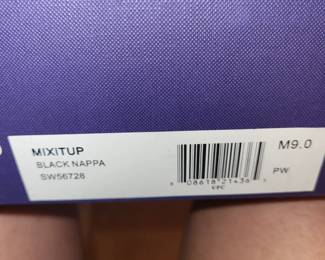 MIXITUP
M9.0
BLACK NAPPA
SW56728
PW
UPC